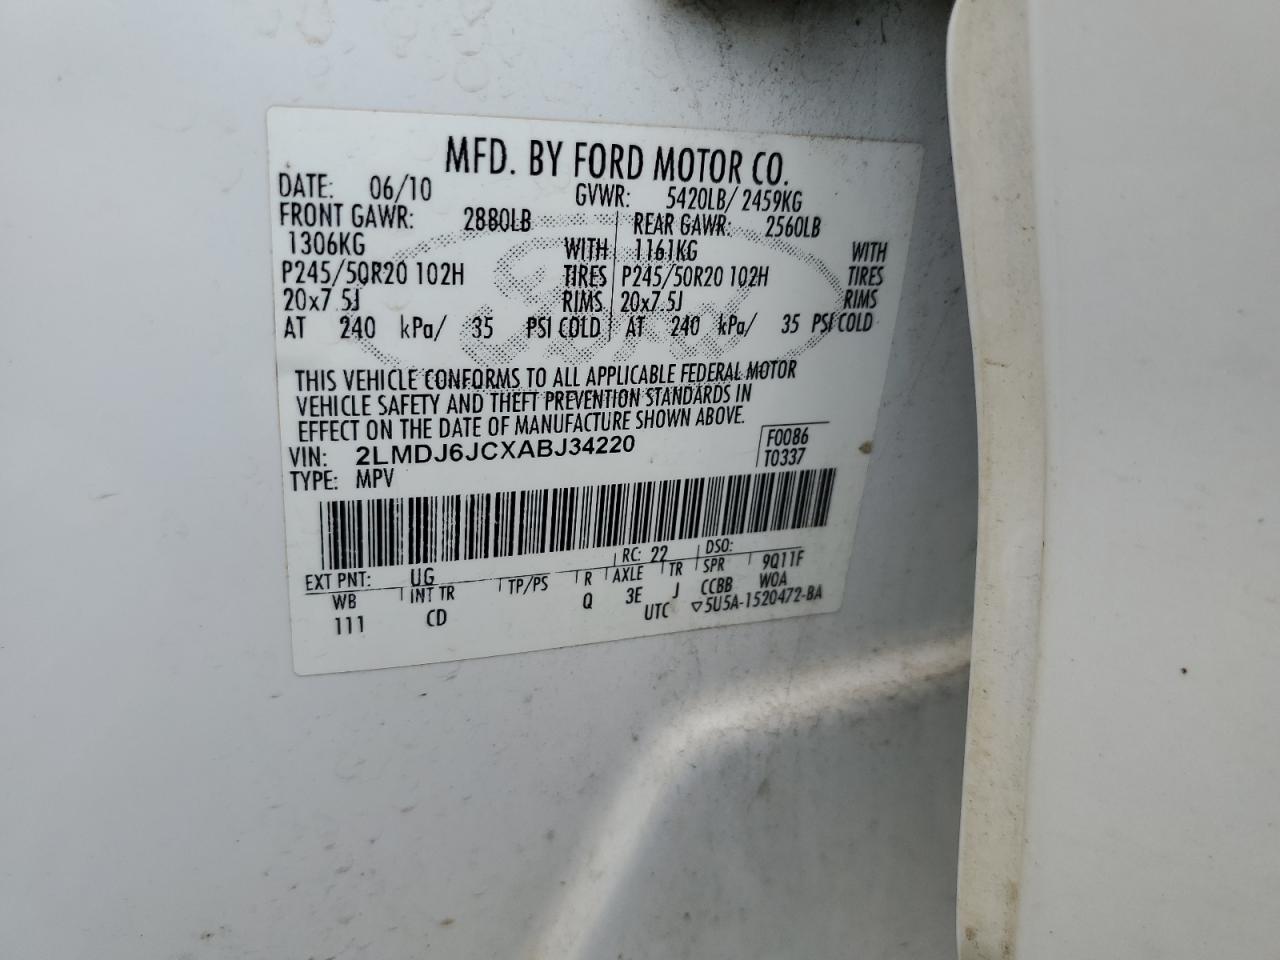 MFD. BY FORD MOTOR CO.
DATE: 06/10 GVWR: 5420LB/ 2459KG
FRONT GAWR: 2880LB REAR GAWR: 2560LB
1306KG WITH 1161KG WITH
P245/50R20 102H TIRES P245/50R20 102H TIRES
20x7.5J RIMS 20x7.5J RIMS
AT 240 kPa/ 35 PSI COLD AT 240 kPa/ 35 PSI COLD
THIS VEHICLE CONFORMS TO ALL APPLICABLE FEDERAL MOTOR
VEHICLE SAFETY AND THEFT PREVENTION STANDARDS IN
EFFECT ON THE DATE OF MANUFACTURE SHOWN ABOVE.
VIN: 2LMDJ6JCXABJ34220 F0086
TYPE: MPV T0337
EXT PNT: UG RC: 22 DSO:
WB INT TR TP/PS R AXLE TR SPR 9Q11F
111 CD Q 3E J CCBB WOA
UTC ▽5U5A-1520472-BA